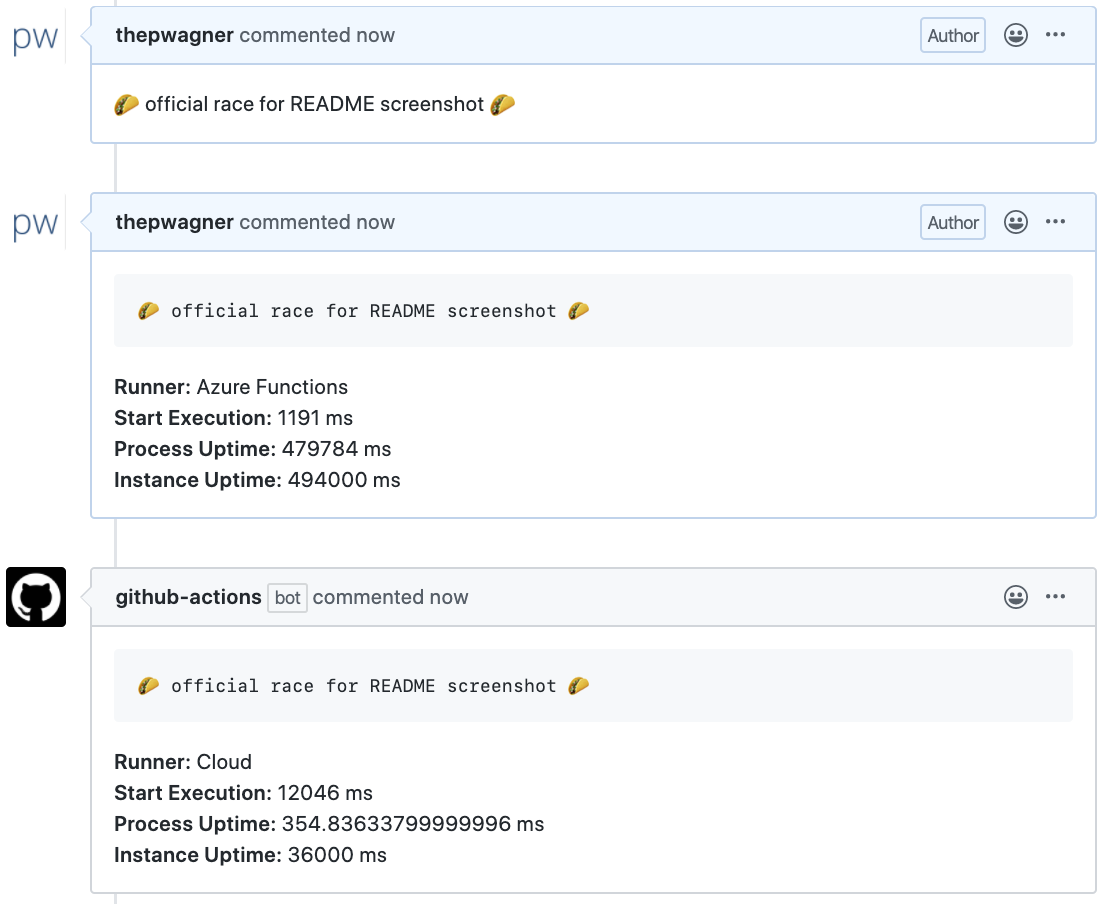 pw
thepwagner commented now Author
🌮 official race for README screenshot 🌮
pw
thepwagner commented now Author
🌮 official race for README screenshot 🌮
Runner: Azure Functions
Start Execution: 1191 ms
Process Uptime: 479784 ms
Instance Uptime: 494000 ms
github-actions bot commented now
🌮 official race for README screenshot 🌮
Runner: Cloud
Start Execution: 12046 ms
Process Uptime: 354.83633799999996 ms
Instance Uptime: 36000 ms